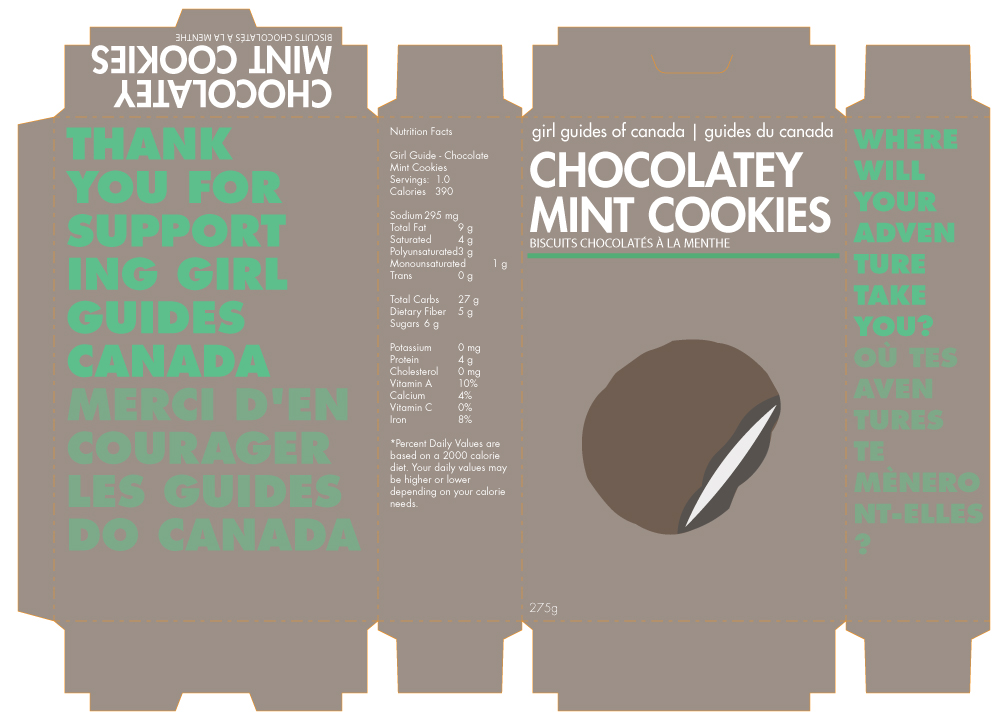 BISCUITS CHOCOLATÉS À LA MENTHE
MINT COOKIES
CHOCOLATEY
THANK
YOU FOR
SUPPORT
ING GIRL
GUIDES
CANADA
MERCI D'EN
COURAGER
LES GUIDES
DO CANADA
Nutrition Facts
Girl Guide - Chocolate
Mint Cookies
Servings: 1.0
Calories 390
Sodium 295 mg
Total Fat 9 g
Saturated 4 g
Polyunsaturated 3 g
Monounsaturated 1 g
Trans 0 g
Total Carbs 27 g
Dietary Fiber 5 g
Sugars 6 g
Potassium 0 mg
Protein 4 g
Cholesterol 0 mg
Vitamin A 10%
Calcium 4%
Vitamin C 0%
Iron 8%
*Percent Daily Values are
based on a 2000 calorie
diet. Your daily values may
be higher or lower
depending on your calorie
needs.
girl guides of canada | guides du canada
CHOCOLATEY
MINT COOKIES
BISCUITS CHOCOLATÉS À LA MENTHE
275g
WHERE
WILL
YOUR
ADVEN
TURE
TAKE
YOU?
OÙ TES
AVEN
TURES
TE
MÈNERO
NT-ELLES
?